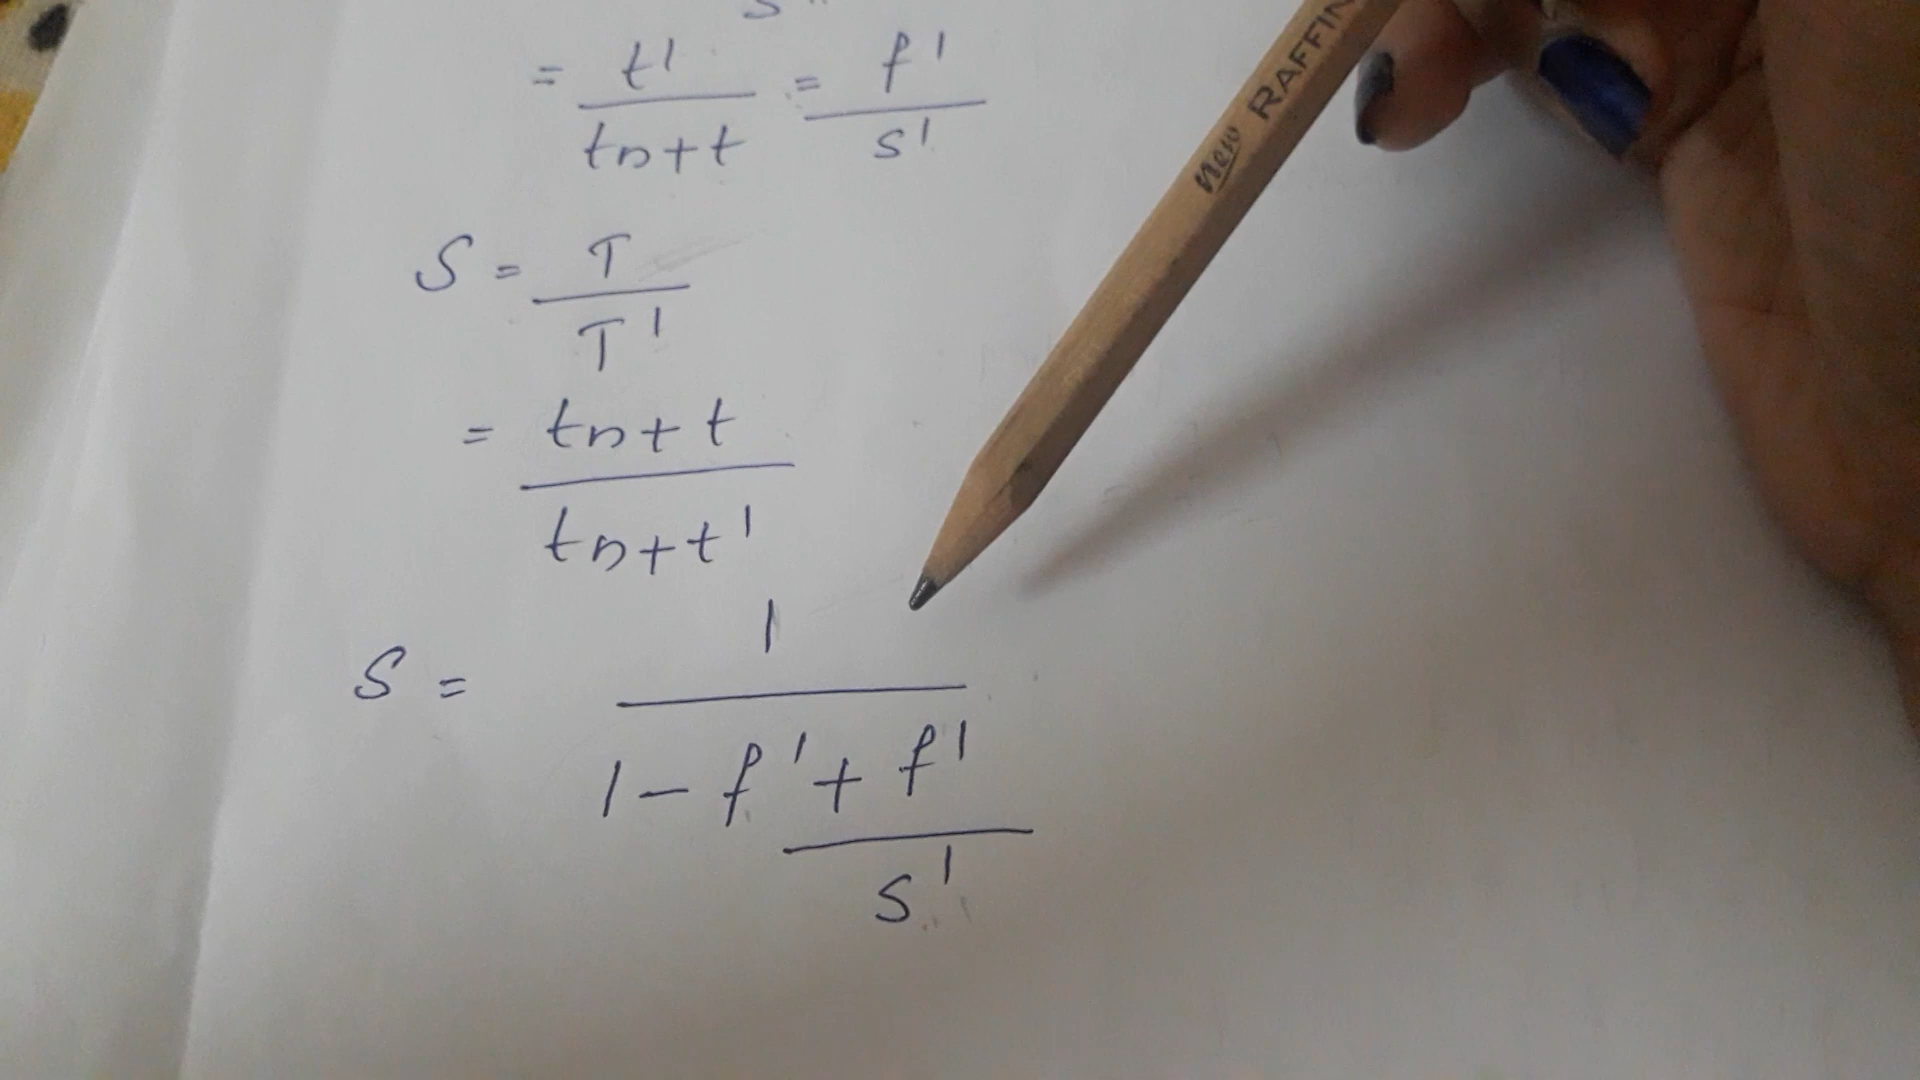 = t' / tn+t = f' / s'
S = T / T'
= tn+t / tn+t'
S = 1 / 1-f'+ f' / s'
new RAFFIN